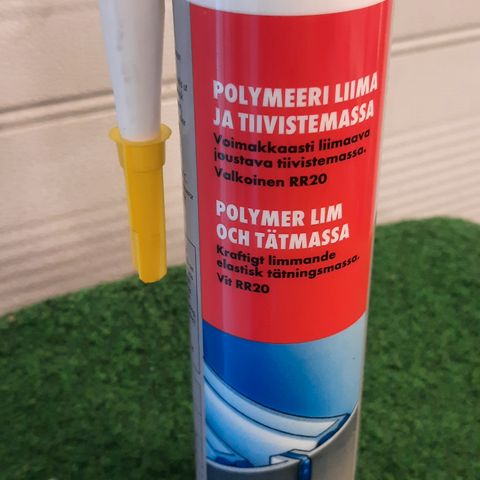 POLYMEERI LIIMA
JA TIIVISTEMASSA
Voimakkaasti liimaava
joustava tiivistemassa.
Valkoinen RR20
POLYMER LIM
OCH TÄTMASSA
Kraftigt limmande
elastisk tätningsmassa.
Vit RR20